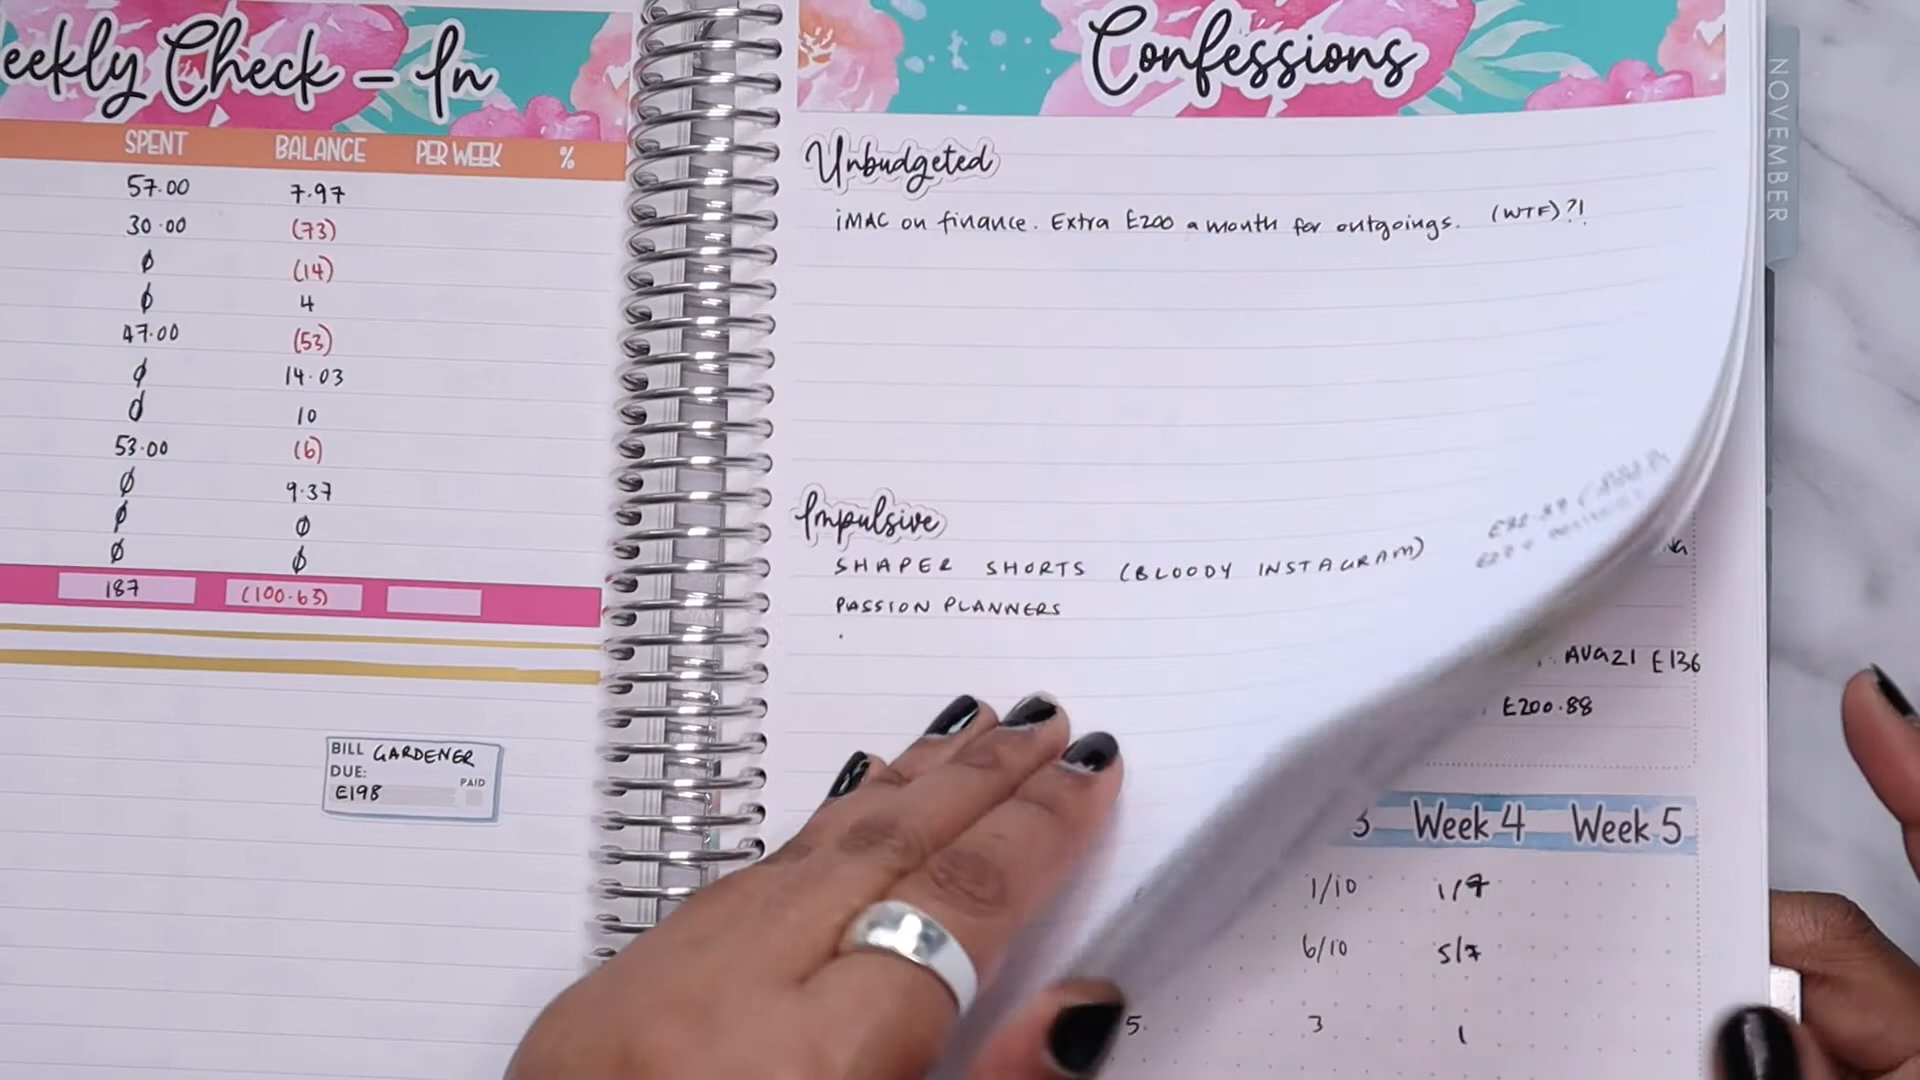 eekly Check - In
SPENT BALANCE PER WEEK %
57.00 7.97
30.00 (73)
ø (14)
ø 4
47.00 (53)
ø 14.03
ø 10
53.00 (6)
ø 9.37
ø ø
ø ø
187 (100.63)
BILL GARDENER
DUE:
PAID
£198
Confessions
Unbudgeted
iMAC on finance. Extra £200 a month for outgoings. (WTF)?!
Impulsive
SHAPER SHORTS (BLOODY INSTAGRAM)
PASSION PLANNERS
.
NOVEMBER
AUG21 £136
£200.88
3 Week 4 Week 5
1/10 1/7
6/10 5/7
5. 3 1